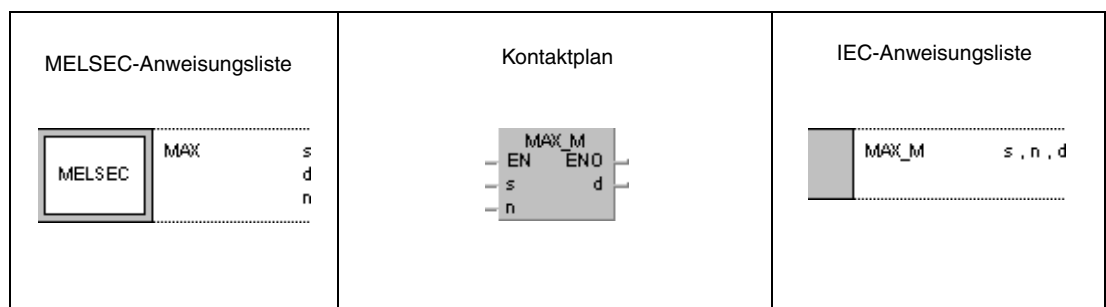 MELSEC-Anweisungsliste
MELSEC
MAX s
d
n
Kontaktplan
MAX_M
EN ENO
s d
n
IEC-Anweisungsliste
MAX_M s , n , d